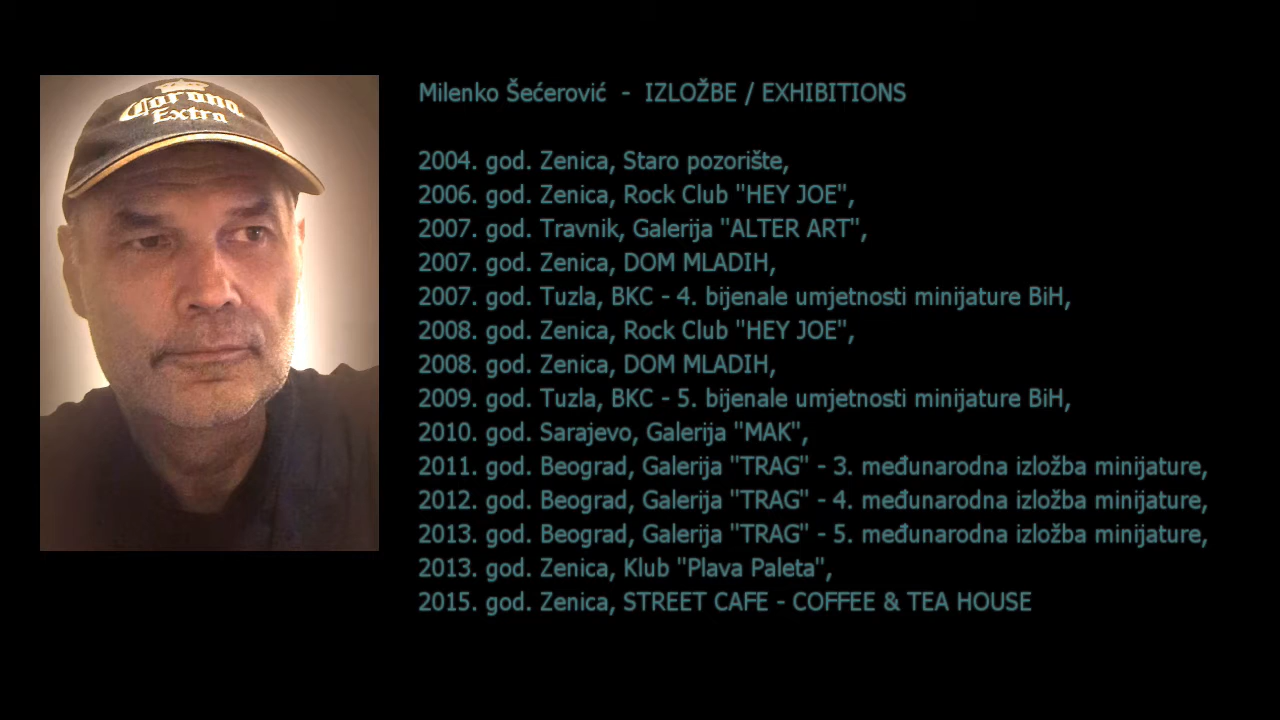 Corona
Extra
Milenko Šećerović - IZLOŽBE / EXHIBITIONS
2004. god. Zenica, Staro pozorište,
2006. god. Zenica, Rock Club "HEY JOE",
2007. god. Travnik, Galerija "ALTER ART",
2007. god. Zenica, DOM MLADIH,
2007. god. Tuzla, BKC - 4. bijenale umjetnosti minijature BiH,
2008. god. Zenica, Rock Club "HEY JOE",
2008. god. Zenica, DOM MLADIH,
2009. god. Tuzla, BKC - 5. bijenale umjetnosti minijature BiH,
2010. god. Sarajevo, Galerija "MAK",
2011. god. Beograd, Galerija "TRAG" - 3. međunarodna izložba minijature,
2012. god. Beograd, Galerija "TRAG" - 4. međunarodna izložba minijature,
2013. god. Beograd, Galerija "TRAG" - 5. međunarodna izložba minijature,
2013. god. Zenica, Klub "Plava Paleta",
2015. god. Zenica, STREET CAFE - COFFEE & TEA HOUSE